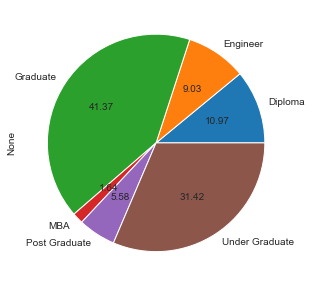 Engineer
Graduate
Diploma
9.03
41.37
10.97
None
1.64
5.58
31.42
MBA
Post Graduate
Under Graduate